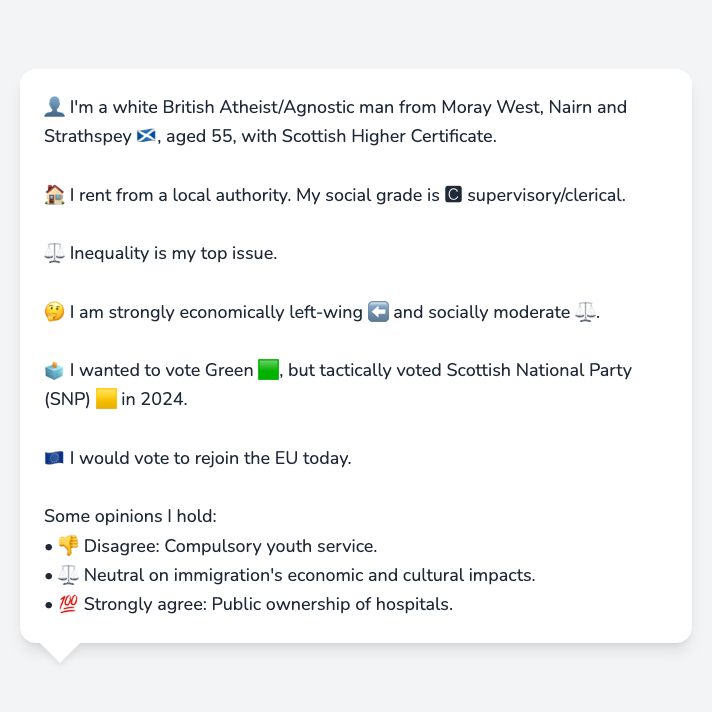 👤 I'm a white British Atheist/Agnostic man from Moray West, Nairn and
Strathspey 🏴󠁧󠁢󠁳󠁣󠁴󠁿, aged 55, with Scottish Higher Certificate.
🏠 I rent from a local authority. My social grade is 🅲 supervisory/clerical.
⚖️ Inequality is my top issue.
🤔 I am strongly economically left-wing ⬅️ and socially moderate ⚖️.
🗳️ I wanted to vote Green 🟩, but tactically voted Scottish National Party
(SNP) 🟨 in 2024.
🇪🇺 I would vote to rejoin the EU today.
Some opinions I hold:
• 👎 Disagree: Compulsory youth service.
• ⚖️ Neutral on immigration's economic and cultural impacts.
• 💯 Strongly agree: Public ownership of hospitals.